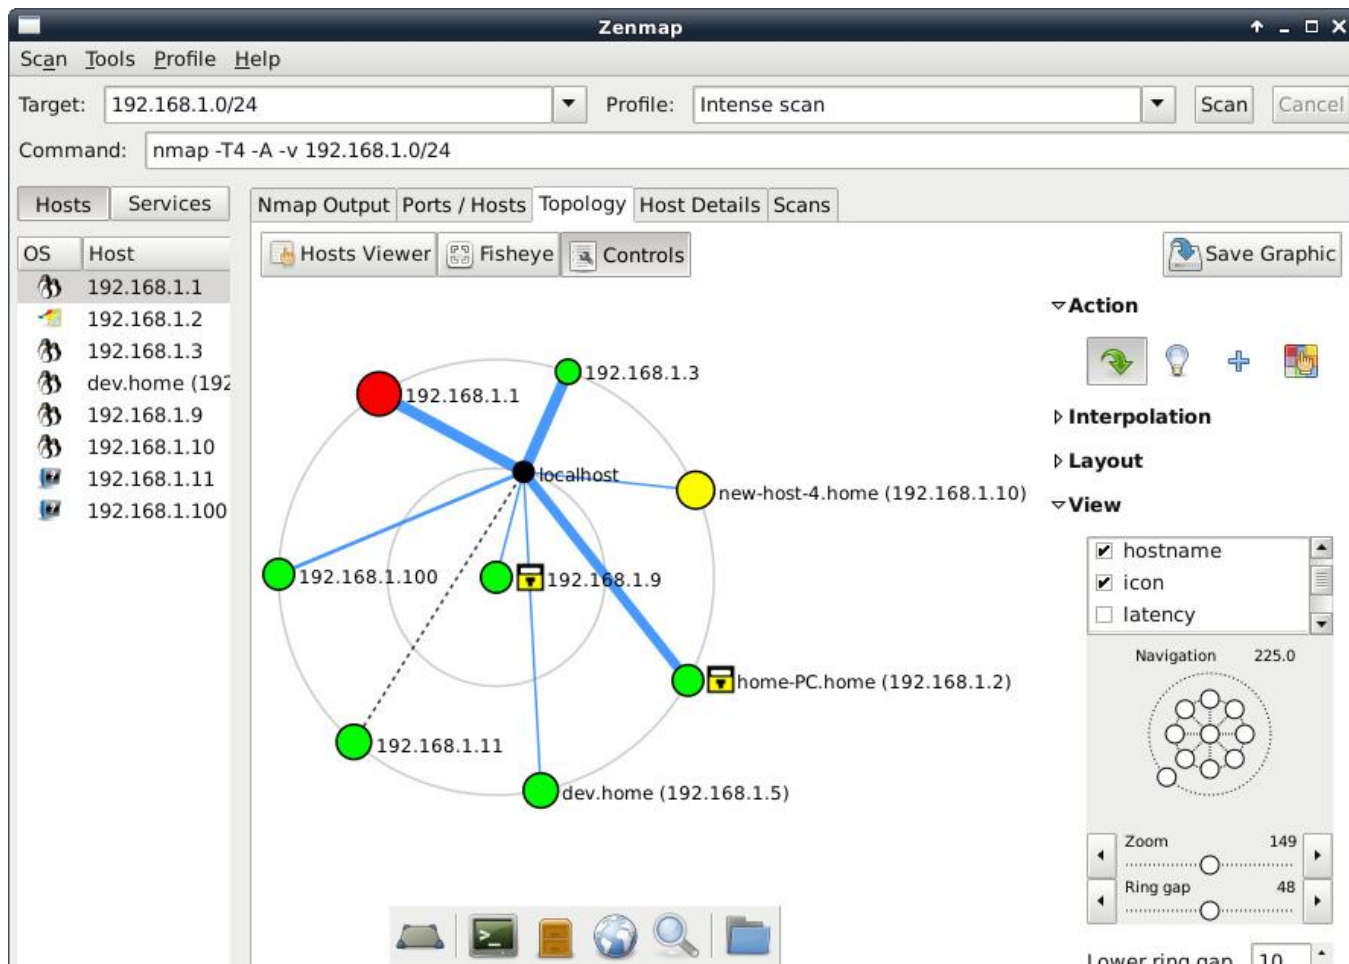 Zenmap
Scan Tools Profile Help
Target: 192.168.1.0/24 Profile: Intense scan Scan Cancel
Command: nmap -T4 -A -v 192.168.1.0/24
Hosts Services
Nmap Output Ports / Hosts Topology Host Details Scans
OS Host
192.168.1.1
192.168.1.2
192.168.1.3
dev.home (192
192.168.1.9
192.168.1.10
192.168.1.11
192.168.1.100
Hosts Viewer Fisheye Controls Save Graphic
192.168.1.3
192.168.1.1
localhost
new-host-4.home (192.168.1.10)
192.168.1.100
192.168.1.9
home-PC.home (192.168.1.2)
192.168.1.11
dev.home (192.168.1.5)
Action
Interpolation
Layout
View
hostname
icon
latency
Navigation 225.0
Zoom 149
Ring gap 48
Lower ring gap 10